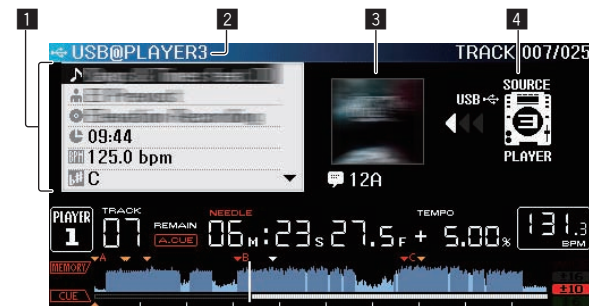 1 2 3 4
USB@PLAYER3 TRACK 007/025
SOURCE
USB
09:44
125.0 bpm
PLAYER
C
12A
PLAYER 1 TRACK 07 REMAIN A.CUE NEEDLE 06M:23S27.5F TEMPO +5.00% 131.3 BPM
MEMORY A B C
CUE
±16
±10